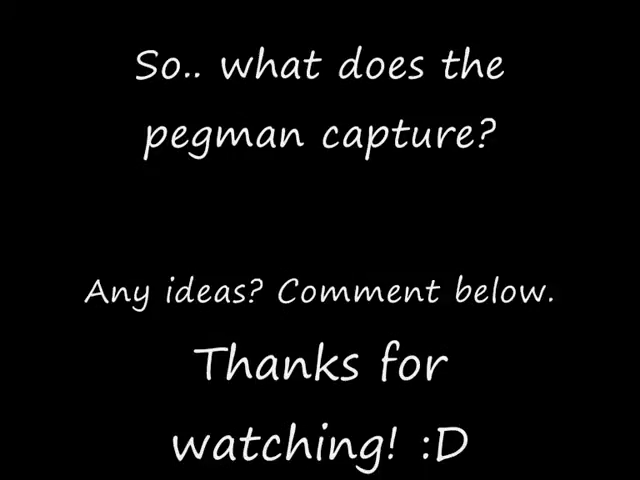 So.. what does the
pegman capture?
Any ideas? Comment below.
Thanks for
watching! :D